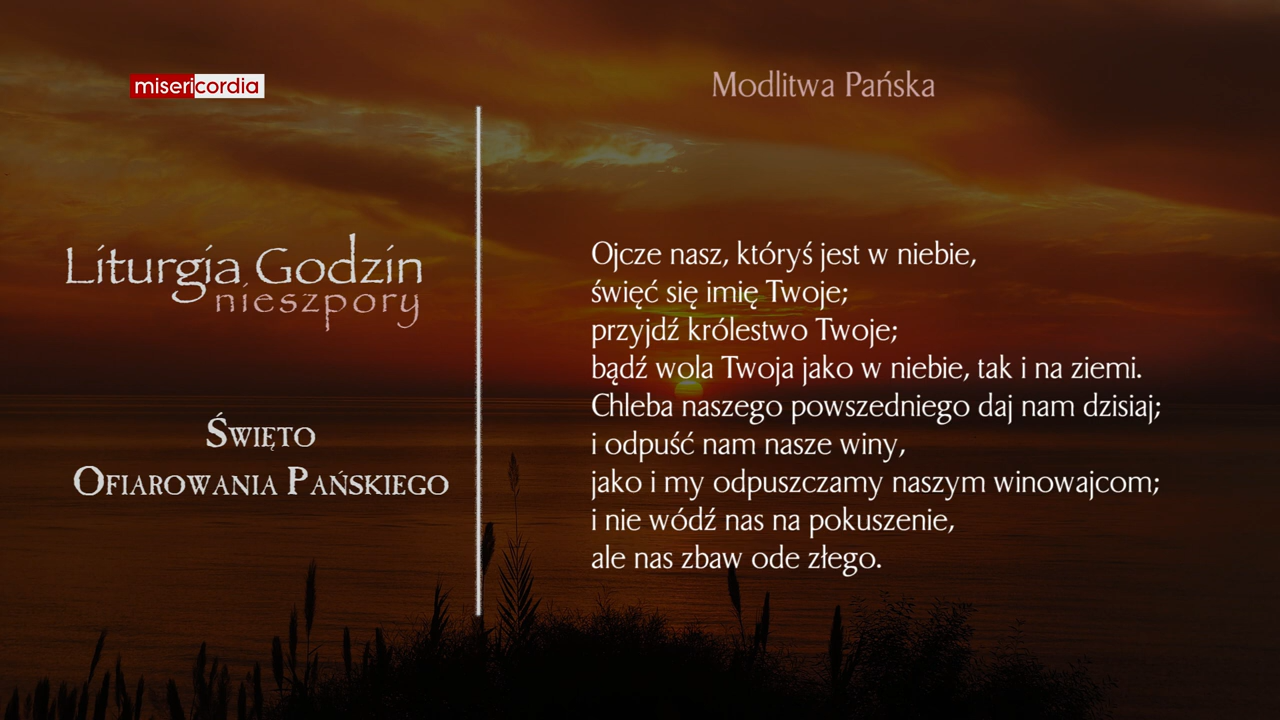 misericordia
Liturgia Godzin
nieszpory
Święto
Ofiarowania Pańskiego
Modlitwa Pańska
Ojcze nasz, któryś jest w niebie,
święć się imię Twoje;
przyjdź królestwo Twoje;
bądź wola Twoja jako w niebie, tak i na ziemi.
Chleba naszego powszedniego daj nam dzisiaj;
i odpuść nam nasze winy,
jako i my odpuszczamy naszym winowajcom;
i nie wódź nas na pokuszenie,
ale nas zbaw ode złego.